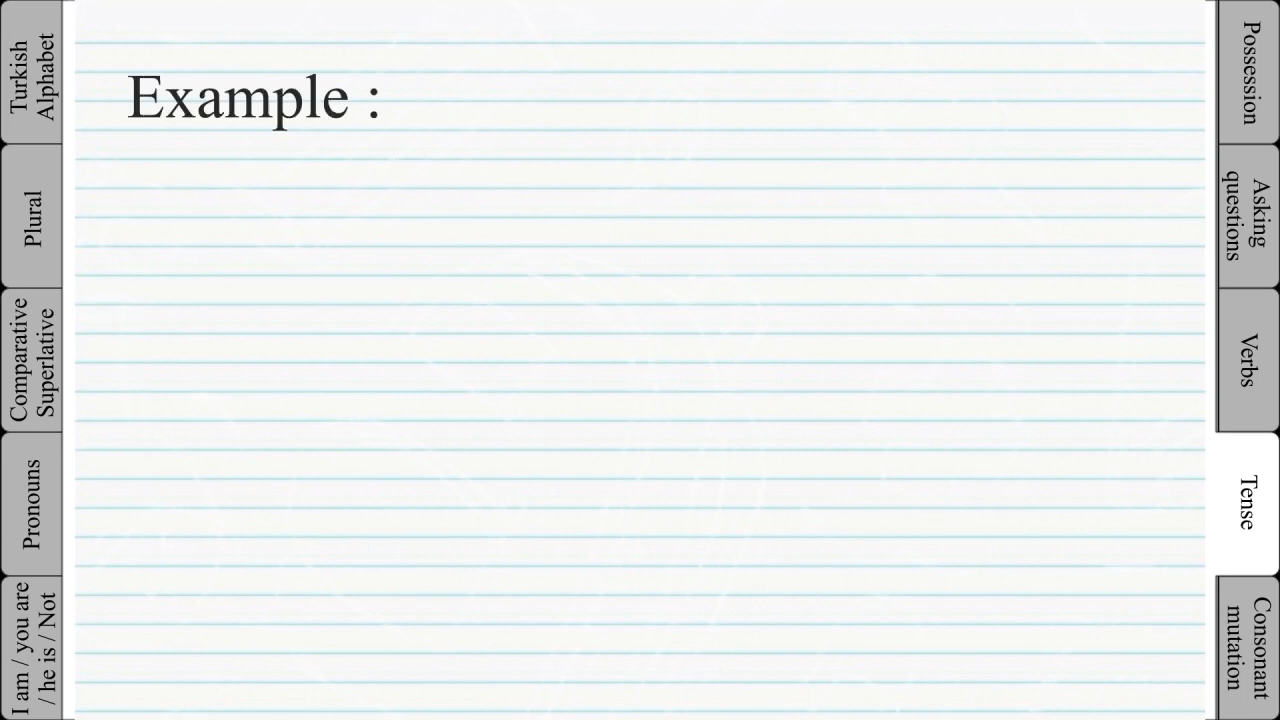 Turkish
Alphabet
Plural
Comparative
Superlative
Pronouns
I am / you are
/ he is / Not
Example :
Possession
Asking
questions
Verbs
Tense
Consonant
mutation